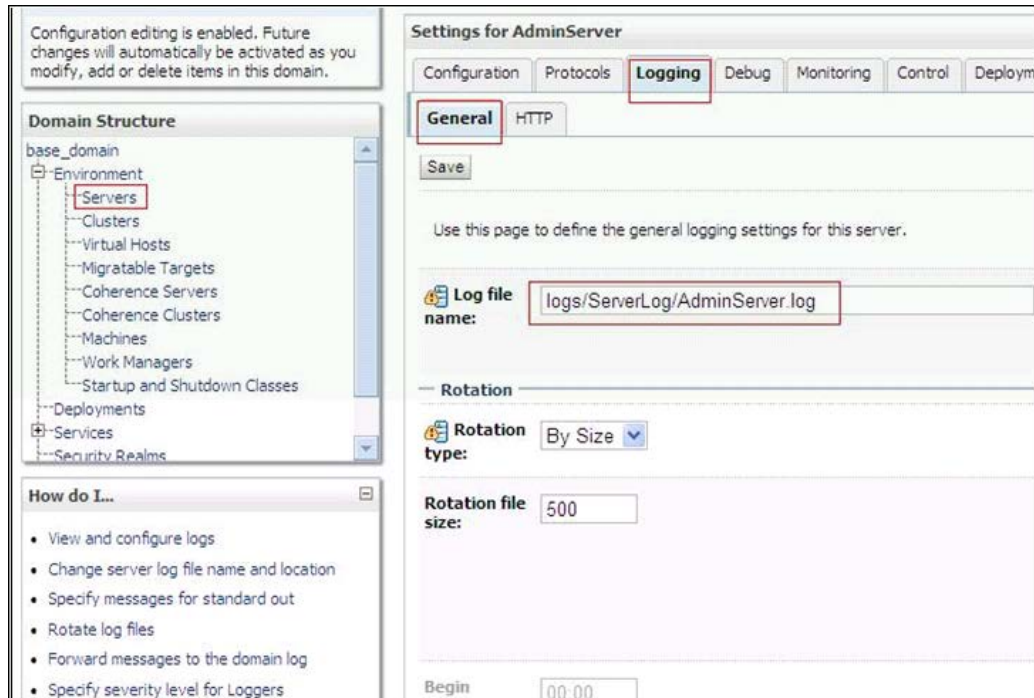 Configuration editing is enabled. Future
changes will automatically be activated as you
modify, add or delete items in this domain.
Domain Structure
base_domain
Environment
Servers
Clusters
Virtual Hosts
Migratable Targets
Coherence Servers
Coherence Clusters
Machines
Work Managers
Startup and Shutdown Classes
Deployments
Services
Security Realms
How do I...
• View and configure logs
• Change server log file name and location
• Specify messages for standard out
• Rotate log files
• Forward messages to the domain log
• Specify severity level for Loggers
Settings for AdminServer
Configuration Protocols Logging Debug Monitoring Control Deploym
General HTTP
Save
Use this page to define the general logging settings for this server.
Log file
name:
logs/ServerLog/AdminServer.log
Rotation
Rotation
type:
By Size
Rotation file
size:
500
Begin
00:00